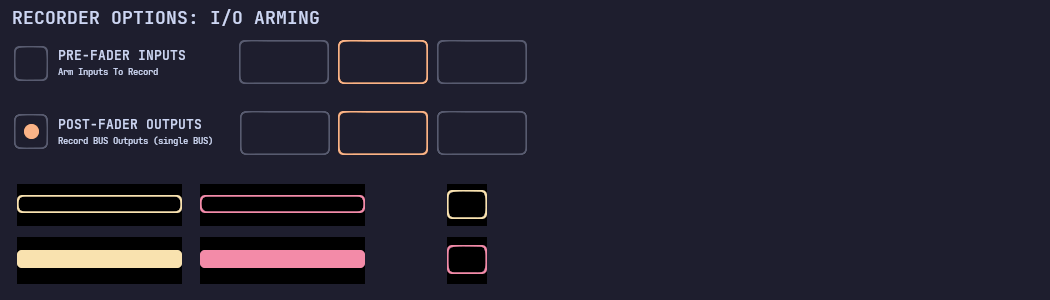 RECORDER OPTIONS: I/O ARMING
PRE-FADER INPUTS
Arm Inputs To Record
POST-FADER OUTPUTS
Record BUS Outputs (single BUS)